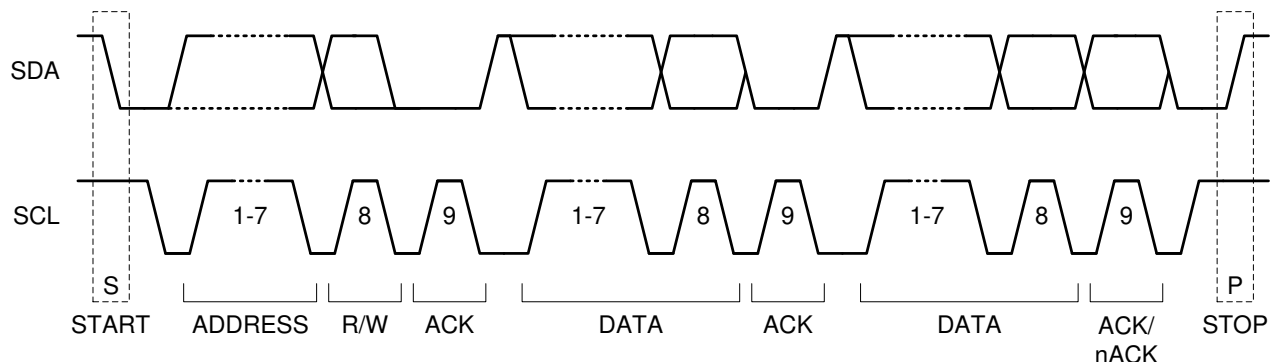 SDA
SCL
1-7 8 9 1-7 8 9 1-7 8 9
S P
START ADDRESS R/W ACK DATA ACK DATA ACK/ STOP
nACK